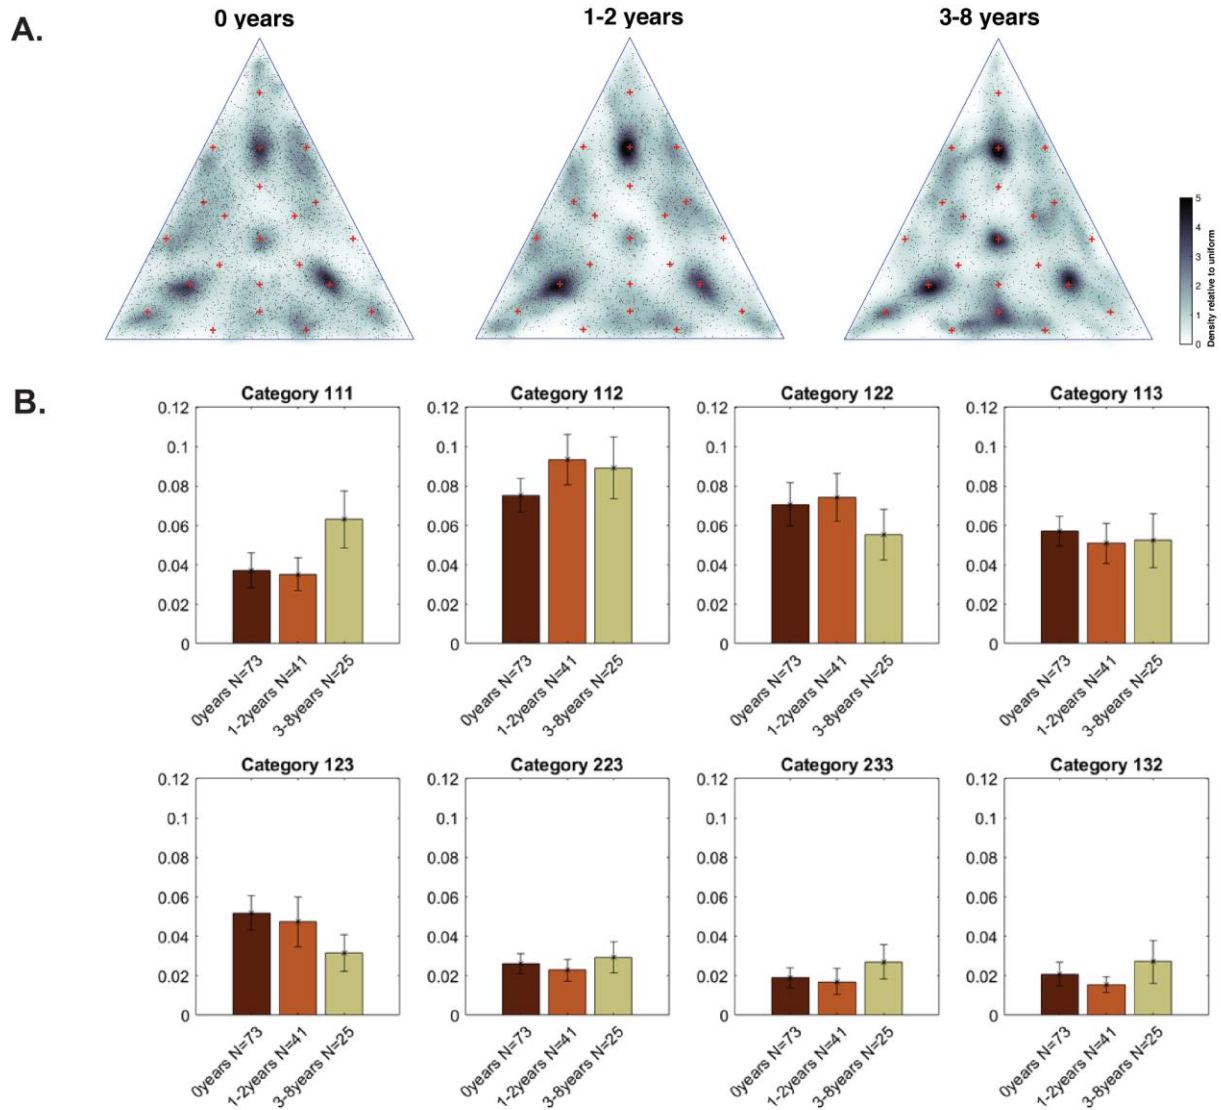 A.
0 years
1-2 years
3-8 years
5
4
3
2
1
0
Density relative to uniform
B.
Category 111
0.12
0.1
0.08
0.06
0.04
0.02
0
0years N=73
1-2years N=41
3-8years N=25
Category 112
0.12
0.1
0.08
0.06
0.04
0.02
0
0years N=73
1-2years N=41
3-8years N=25
Category 122
0.12
0.1
0.08
0.06
0.04
0.02
0
0years N=73
1-2years N=41
3-8years N=25
Category 113
0.12
0.1
0.08
0.06
0.04
0.02
0
0years N=73
1-2years N=41
3-8years N=25
Category 123
0.12
0.1
0.08
0.06
0.04
0.02
0
0years N=73
1-2years N=41
3-8years N=25
Category 223
0.12
0.1
0.08
0.06
0.04
0.02
0
0years N=73
1-2years N=41
3-8years N=25
Category 233
0.12
0.1
0.08
0.06
0.04
0.02
0
0years N=73
1-2years N=41
3-8years N=25
Category 132
0.12
0.1
0.08
0.06
0.04
0.02
0
0years N=73
1-2years N=41
3-8years N=25